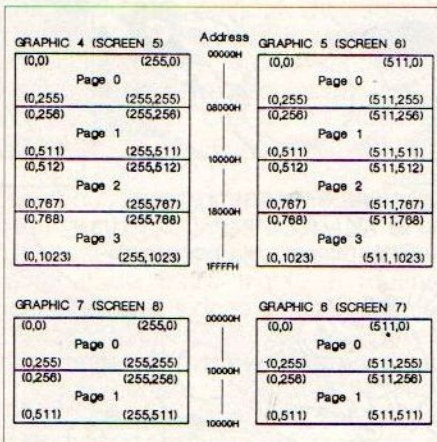 Address
GRAPHIC 4 (SCREEN 5)
(0,0) (255,0)
Page 0
(0,255) (255,255)
(0,256) (255,256)
Page 1
(0,511) (255,511)
(0,512) (255,512)
Page 2
(0,767) (255,767)
(0,768) (255,768)
Page 3
(0,1023) (255,1023)
00000H
08000H
10000H
18000H
1FFFFH
GRAPHIC 5 (SCREEN 6)
(0,0) (511,0)
Page 0
(0,255) (511,255)
(0,256) (511,256)
Page 1
(0,511) (511,511)
(0,512) (511,512)
Page 2
(0,767) (511,767)
(0,768) (511,768)
Page 3
(0,1023) (511,1023)
GRAPHIC 7 (SCREEN 8)
(0,0) (255,0)
Page 0
(0,255) (255,255)
(0,256) (255,256)
Page 1
(0,511) (255,511)
00000H
10000H
10000H
GRAPHIC 6 (SCREEN 7)
(0,0) (511,0)
Page 0
(0,255) (511,255)
(0,256) (511,256)
Page 1
(0,511) (511,511)